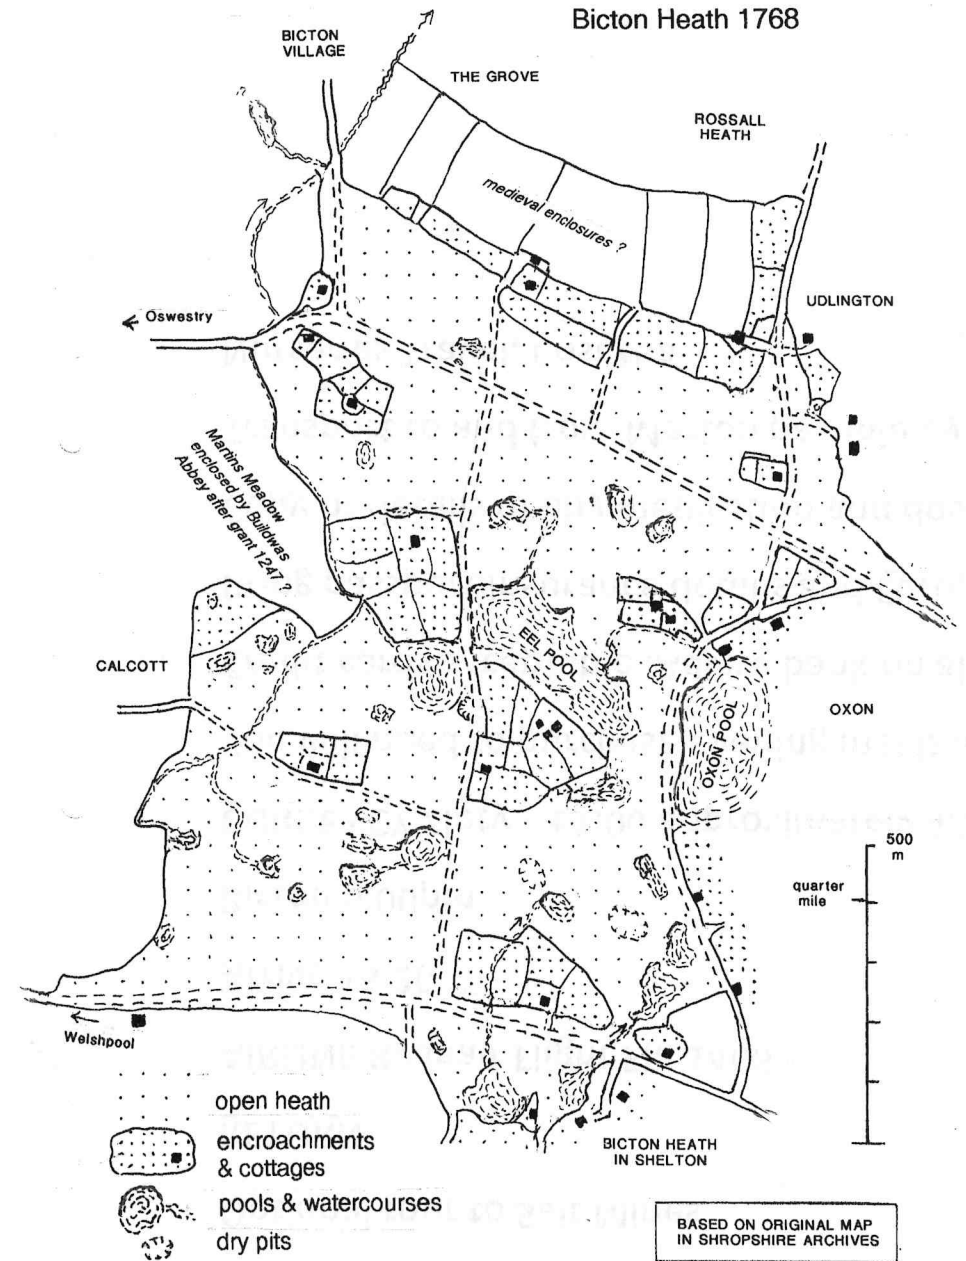 Bicton Heath 1768
BICTON
VILLAGE
THE GROVE
ROSSALL
HEATH
medieval enclosures ?
UDLINGTON
Oswestry
Martins Meadow
enclosed by Buildwas
Abbey after grant 1247 ?
EEL POOL
CALCOTT
OXON POOL
OXON
500
m
quarter
mile
Welshpool
open heath
encroachments
& cottages
pools & watercourses
dry pits
BICTON HEATH
IN SHELTON
BASED ON ORIGINAL MAP
IN SHROPSHIRE ARCHIVES